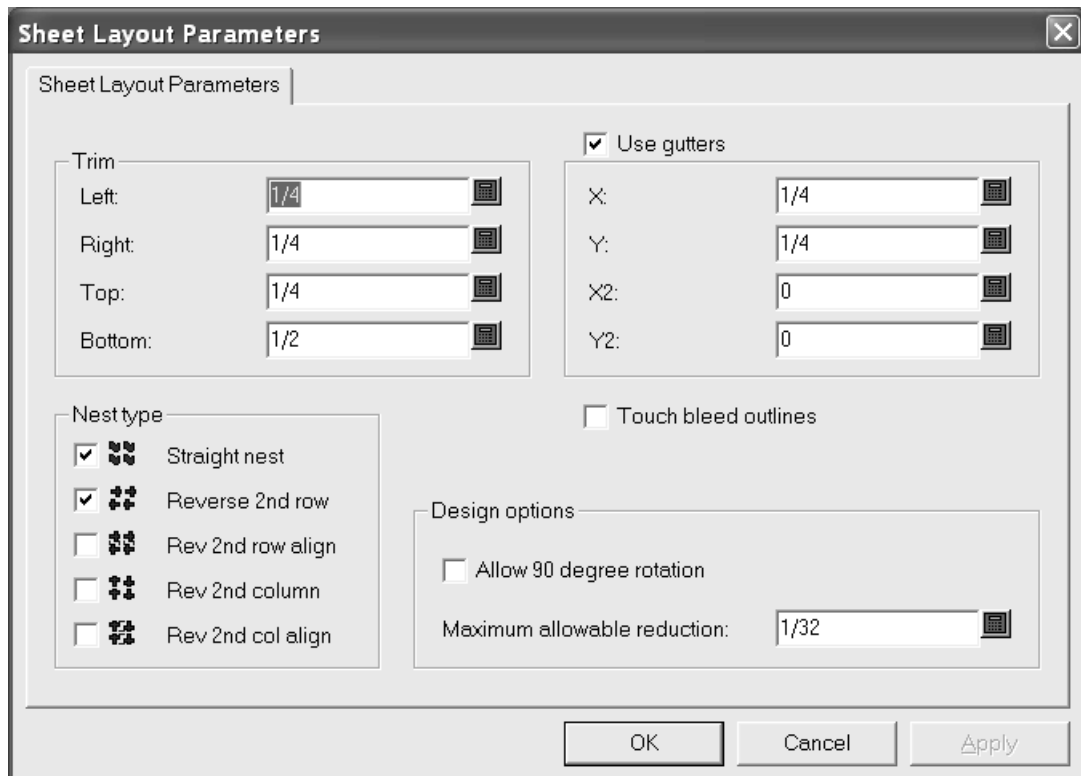 Sheet Layout Parameters
Sheet Layout Parameters
Trim
Left: 1/4
Right: 1/4
Top: 1/4
Bottom: 1/2
Use gutters
X: 1/4
Y: 1/4
X2: 0
Y2: 0
Touch bleed outlines
Nest type
Straight nest
Reverse 2nd row
Rev 2nd row align
Rev 2nd column
Rev 2nd col align
Design options
Allow 90 degree rotation
Maximum allowable reduction: 1/32
OK Cancel Apply